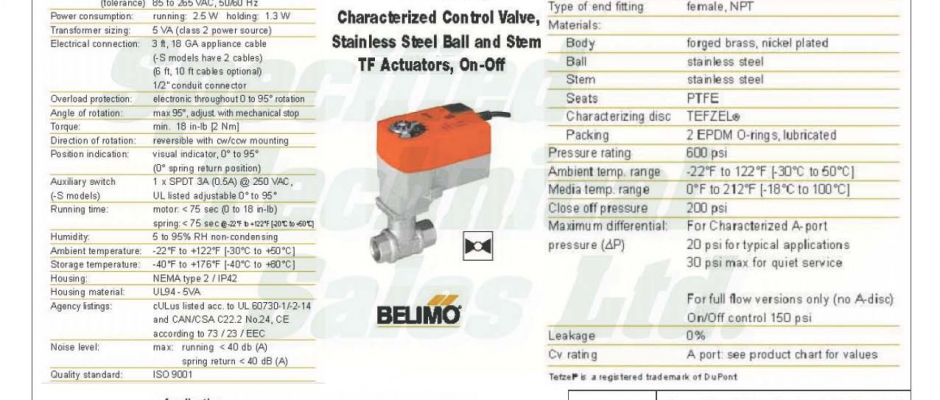 (tolerance) 85 to 265 VAC, 50/60 Hz
Power consumption: running: 2.5 W holding: 1.3 W
Transformer sizing: 5 VA (class 2 power source)
Electrical connection: 3 ft, 18 GA appliance cable
(-S models have 2 cables)
(6 ft, 10 ft cables optional)
1/2" conduit connector
Overload protection: electronic throughout 0 to 95° rotation
Angle of rotation: max 95°, adjust with mechanical stop
Torque: min. 18 in-lb [2 Nm]
Direction of rotation: reversible with cw/ccw mounting
Position indication: visual indicator, 0° to 95°
(0° spring return position)
Auxiliary switch 1 x SPDT 3A (0.5A) @ 250 VAC,
(-S models) UL listed adjustable 0° to 95°
Running time: motor: < 75 sec (0 to 18 in-lb)
spring: < 75 sec @ -22°F to +122°F [-20°C to +50°C]
Humidity: 5 to 95% RH non-condensing
Ambient temperature: -22°F to +122°F [-30°C to +50°C]
Storage temperature: -40°F to +176°F [-40°C to +80°C]
Housing: NEMA type 2 / IP42
Housing material: UL94 - 5VA
Agency listings: cULus listed acc. to UL 60730-1/-2-14
and CAN/CSA C22.2 No.24, CE
according to 73 / 23 / EEC
Noise level: max: running < 40 db (A)
spring return < 40 dB (A)
Quality standard: ISO 9001
Characterized Control Valve,
Stainless Steel Ball and Stem
TF Actuators, On-Off
BELIMO
Type of end fitting female, NPT
Materials:
Body forged brass, nickel plated
Ball stainless steel
Stem stainless steel
Seats PTFE
Characterizing disc TEFZEL®
Packing 2 EPDM O-rings, lubricated
Pressure rating 600 psi
Ambient temp. range -22°F to 122°F [-30°C to 50°C]
Media temp. range 0°F to 212°F [-18°C to 100°C]
Close off pressure 200 psi
Maximum differential For Characterized A-port
pressure (ΔP) 20 psi for typical applications
30 psi max for quiet service
For full flow versions only (no A-disc)
On/Off control 150 psi
Leakage 0%
Cv rating A port: see product chart for values
Tefzel® is a registered trademark of DuPont
Technical
Sales Ltd.